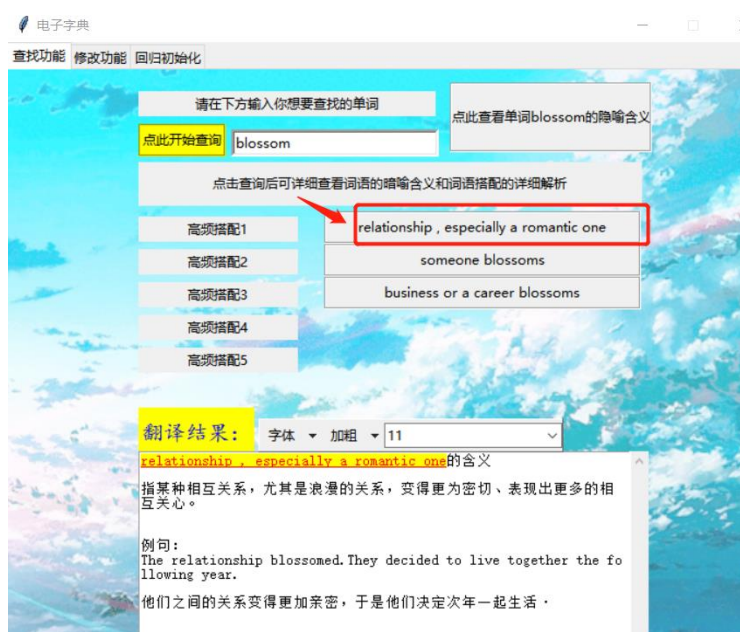 电子字典
查找功能 修改功能 回归初始化
请在下方输入你想要查找的单词
点此查看单词blossom的隐喻含义
点此开始查询 blossom
点击查询后可详细查看词语的暗喻含义和词语搭配的详细解析
高频搭配1 relationship , especially a romantic one
高频搭配2 someone blossoms
高频搭配3 business or a career blossoms
高频搭配4
高频搭配5
翻译结果: 字体 加粗 11
relationship , especially a romantic one的含义
指某种相互关系，尤其是浪漫的关系，变得更为密切、表现出更多的相
互关心。
例句:
The relationship blossomed.They decided to live together the fo
llowing year.
他们之间的关系变得更加亲密，于是他们决定次年一起生活．